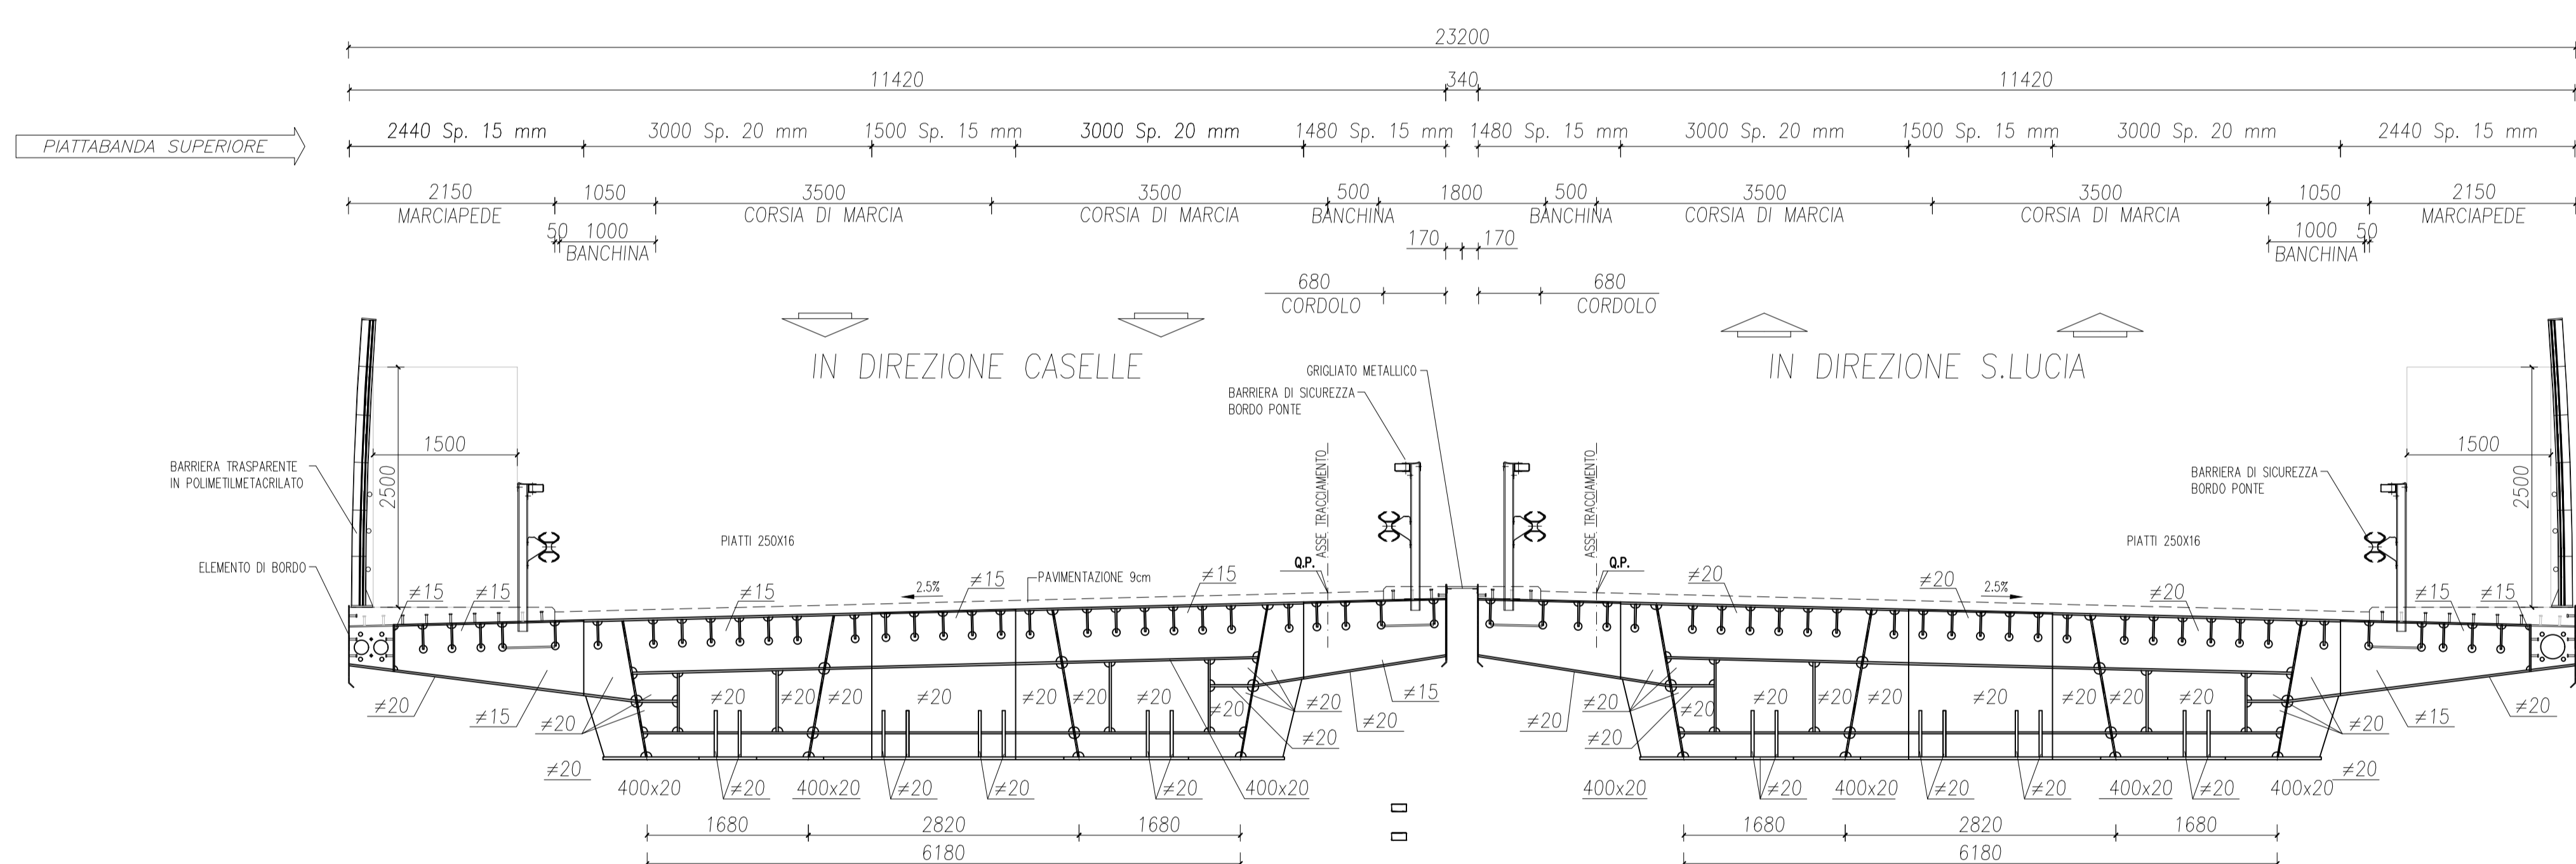 23200
11420 340 11420
2440 Sp. 15 mm 3000 Sp. 20 mm 1500 Sp. 15 mm 3000 Sp. 20 mm 1480 Sp. 15 mm 1480 Sp. 15 mm 3000 Sp. 20 mm 1500 Sp. 15 mm 3000 Sp. 20 mm 2440 Sp. 15 mm
PIATTABANDA SUPERIORE
2150 1050 3500 3500 500 1800 500 3500 3500 1050 2150
MARCIAPEDE CORSIA DI MARCIA CORSIA DI MARCIA BANCHINA BANCHINA CORSIA DI MARCIA CORSIA DI MARCIA MARCIAPEDE
50 1000 170 170 1000 50
BANCHINA BANCHINA
680 680
CORDOLO CORDOLO
IN DIREZIONE CASELLE
IN DIREZIONE S.LUCIA
GRIGLIATO METALLICO
BARRIERA DI SICUREZZA
BORDO PONTE
1500 1500
2500 2500
BARRIERA TRASPARENTE
IN POLIMETILMETACRILATO
ASSE TRACCIAMENTO ASSE TRACCIAMENTO
BARRIERA DI SICUREZZA
BORDO PONTE
PIATTI 250X16 PIATTI 250X16
ELEMENTO DI BORDO
Q.P. Q.P.
PAVIMENTAZIONE 9cm
2.5% 2.5%
≠15 ≠15 ≠15 ≠15 ≠15 ≠20 ≠20 ≠20 ≠15 ≠15
≠20 ≠20 ≠20 ≠20 ≠20 ≠20 ≠15 ≠20 ≠20 ≠20 ≠20 ≠20 ≠20
≠20 ≠15 ≠20 ≠20 ≠20 ≠20 ≠20 ≠20 ≠20 ≠20 ≠20 ≠15 ≠20 ≠20
≠20 ≠20
400x20 ≠20 400x20 ≠20 ≠20 ≠20 400x20 400x20 ≠20 400x20 ≠20 ≠20 400x20 ≠20 400x20
1680 2820 1680 1680 2820 1680
6180 6180